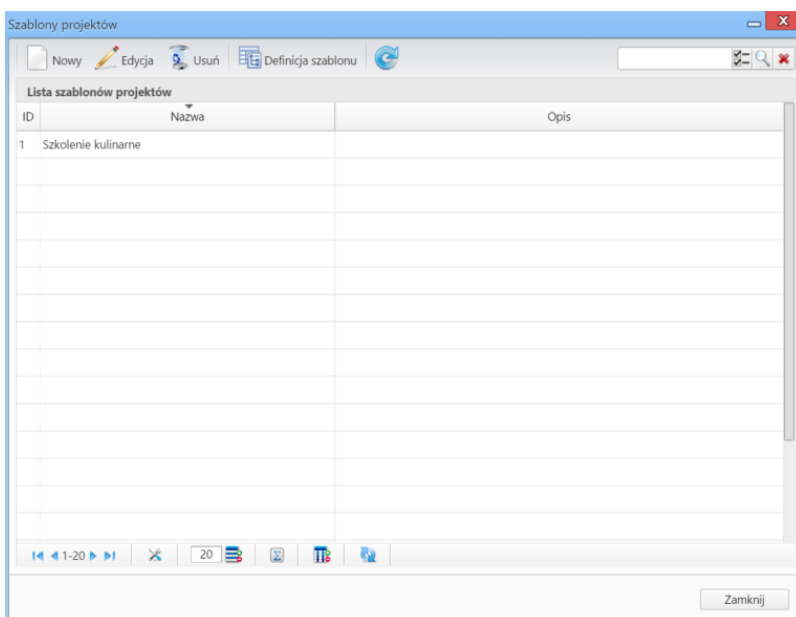 Szablony projektów
Nowy Edycja Usuń Definicja szablonu
Lista szablonów projektów
ID Nazwa Opis
1 Szkolenie kulinarne
1-20 20
Zamknij